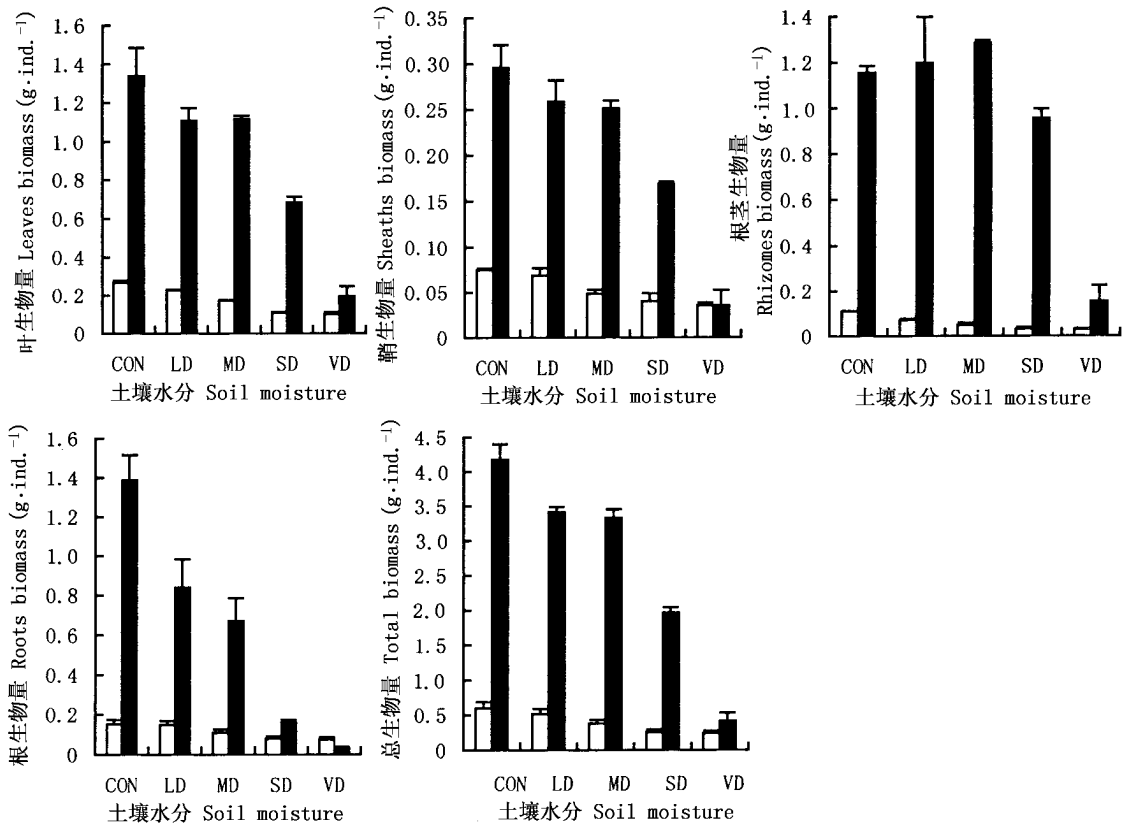 叶生物量 Leaves biomass (g·ind.⁻¹)
1.6
1.4
1.2
1.0
0.8
0.6
0.4
0.2
0
CON LD MD SD VD
土壤水分 Soil moisture
鞘生物量 Sheaths biomass (g·ind.⁻¹)
0.35
0.30
0.25
0.20
0.15
0.10
0.05
0
CON LD MD SD VD
土壤水分 Soil moisture
根茎生物量
Rhizomes biomass (g·ind.⁻¹)
1.4
1.2
1.0
1.2
0.6
0.4
0.2
0
CON LD MD SD VD
土壤水分 Soil moisture
根生物量 Roots biomass (g·ind.⁻¹)
1.6
1.4
1.2
1.0
0.8
0.6
0.4
0.2
0
CON LD MD SD VD
土壤水分 Soil moisture
总生物量 Total biomass (g·ind.⁻¹)
4.5
4.0
3.5
3.0
2.5
2.0
1.5
1.0
0.5
0
CON LD MD SD VD
土壤水分 Soil moisture